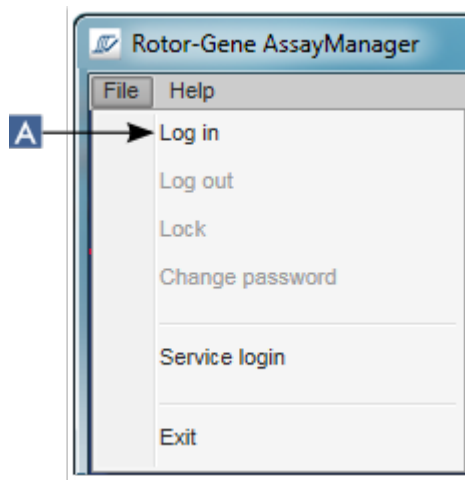 Rotor-Gene AssayManager
File Help
A Log in
Log out
Lock
Change password
Service login
Exit